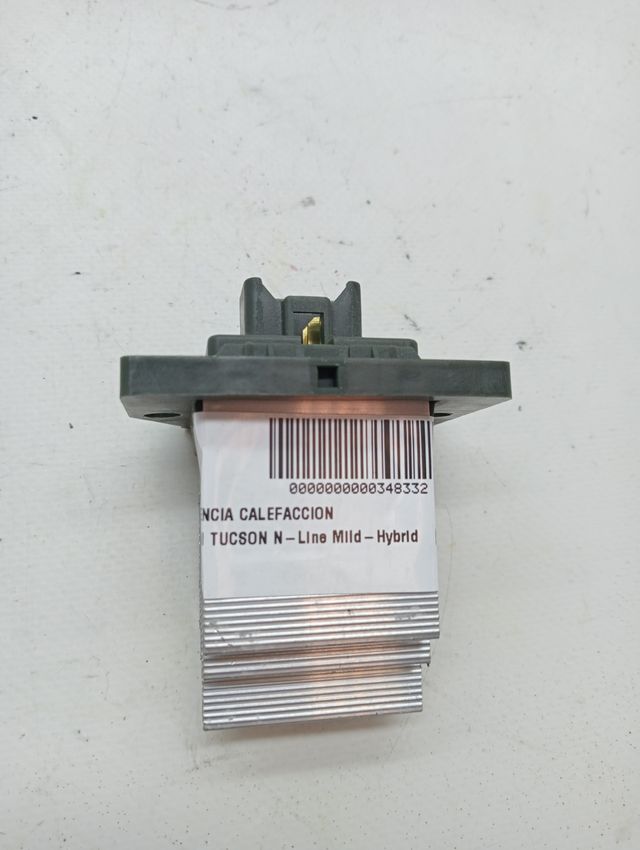 0000000000348332
NCIA CALEFACCION
TUCSON N-Line Mild-Hybrid